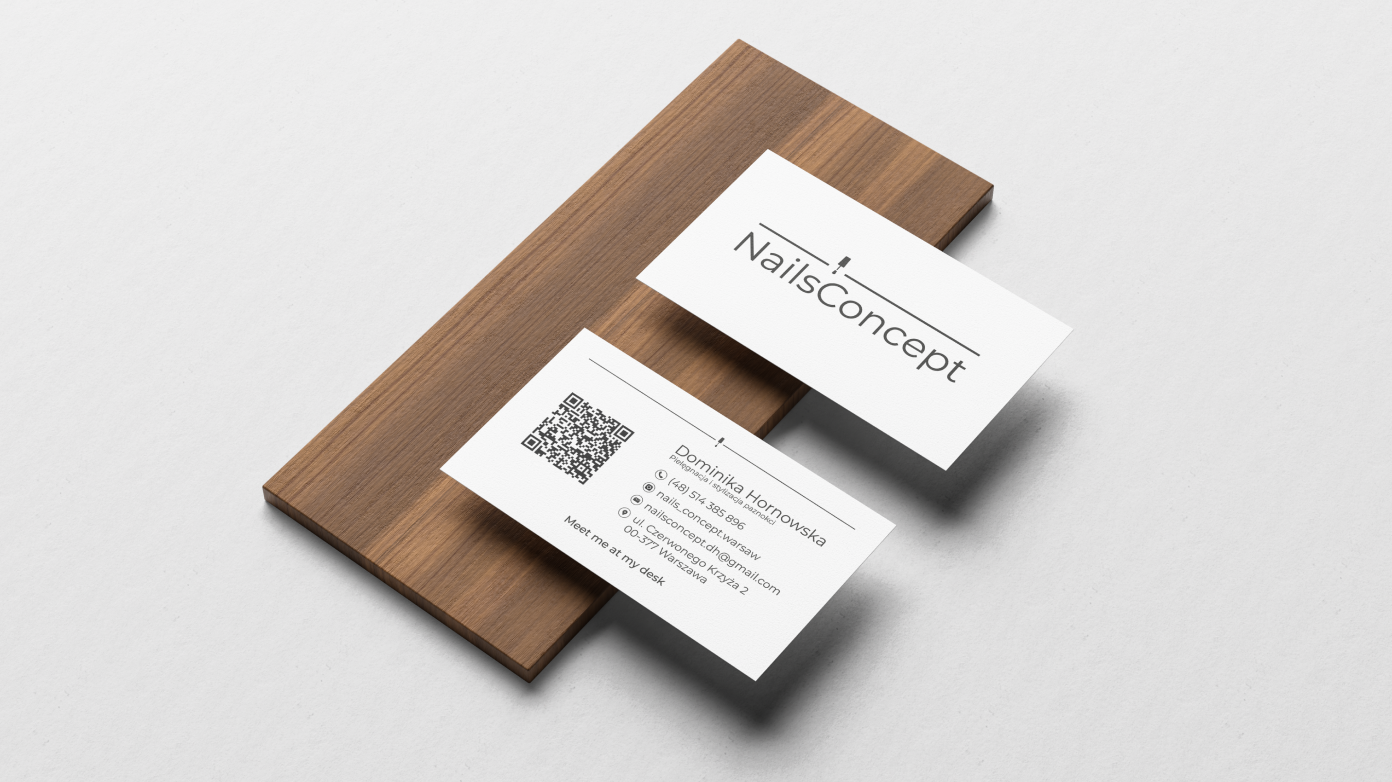 NailsConcept
Dominika Hornowska
Pielęgnacja i stylizacja paznokci
(48) 514 385 896
nails_concept.warsaw
nailsconcept.dh@gmail.com
ul. Czerwonego Krzyża 2
00-377 Warszawa
Meet me at my desk